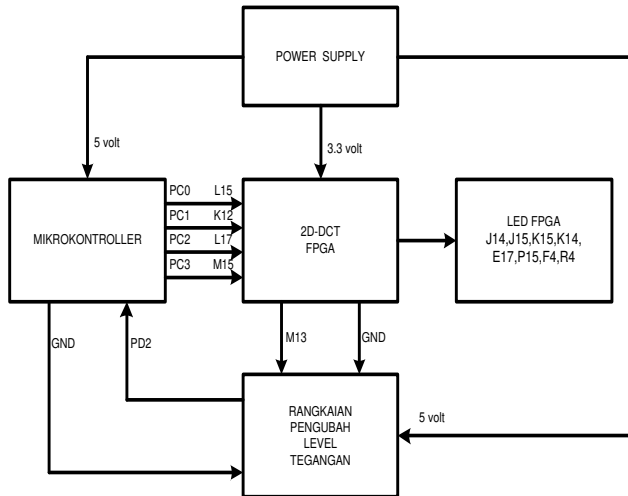 POWER SUPPLY
5 volt
3.3 volt
PC0 L15
PC1 K12
PC2 L17
PC3 M15
MIKROKONTROLLER
2D-DCT
FPGA
LED FPGA
J14,J15,K15,K14,
E17,P15,F4,R4
GND
PD2
M13
GND
RANGKAIAN
PENGUBAH
LEVEL
TEGANGAN
5 volt